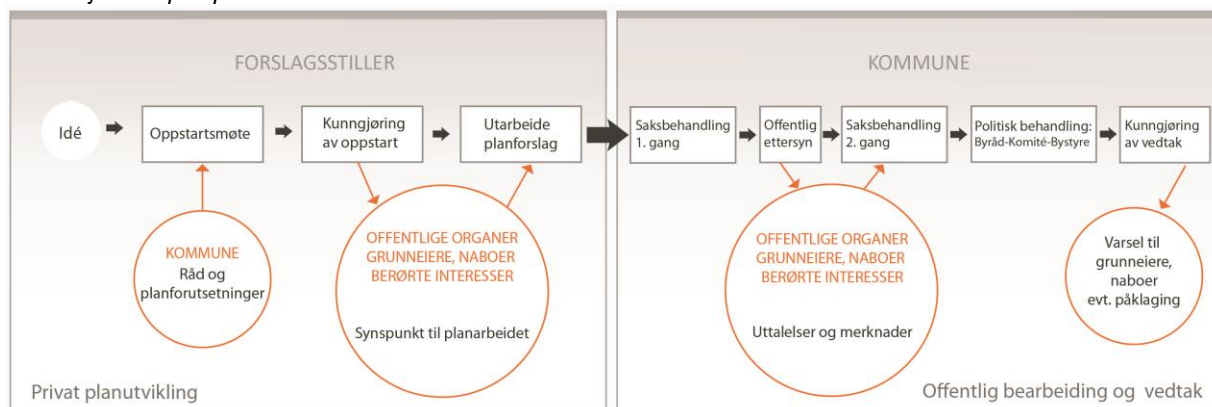 FORSLAGSSTILLER
Idé
Oppstartsmøte
Kunngjøring
av oppstart
Utarbeide
planforslag
KOMMUNE
Råd og
planforutsetninger
OFFENTLIGE ORGANER
GRUNNEIERE, NABOER
BERØRTE INTERESSER
Synspunkt til planarbeidet
Privat planutvikling
KOMMUNE
Saksbehandling
1. gang
Offentlig
ettersyn
Saksbehandling
2. gang
Politisk behandling:
Byråd-Komité-Bystyre
Kunngjøring
av vedtak
OFFENTLIGE ORGANER
GRUNNEIERE, NABOER
BERØRTE INTERESSER
Uttalelser og merknader
Varsel til
grunneiere,
naboer
evt. påklaging
Offentlig bearbeiding og vedtak